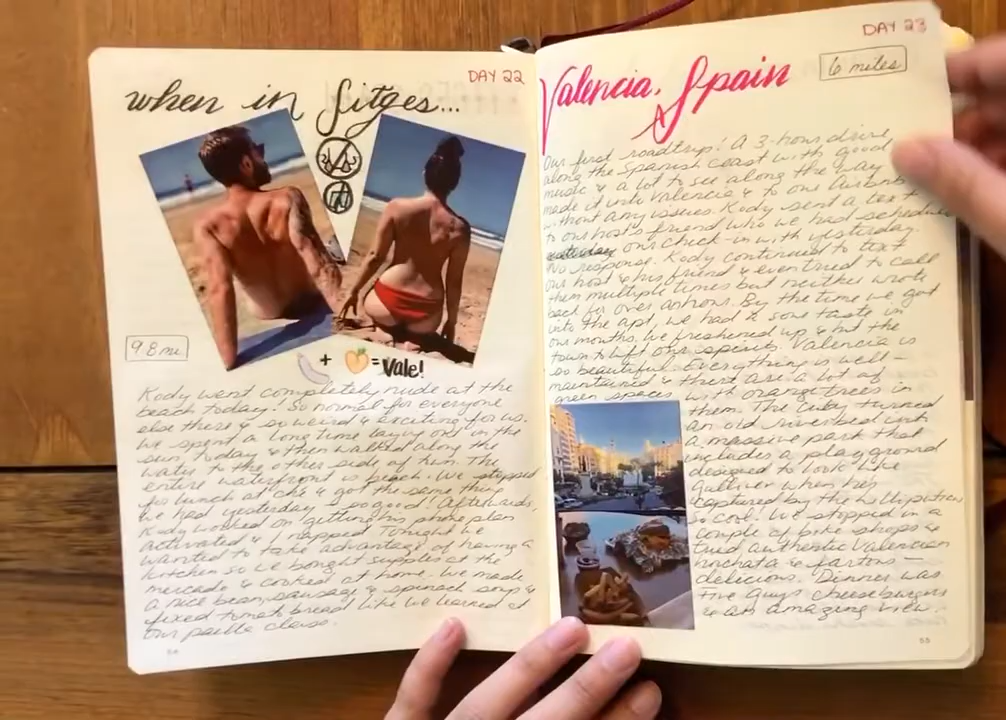 DAY 22
when in Sitges...
9.8 mi.
+ = Vale!
Kody went completely nude at the
beach today! So normal for everyone
else there & so weird & exciting for us.
We spent a long time laying out in the
sun today & then walked along the
water to the other side of town. The
entire waterfront is beach. We stopped
for lunch at & got the same thing
we had yesterday so good! Afterwards,
Kody worked on getting his phone plan
activated & I napped. Tonight we
wanted to take advantage of having a
kitchen so we bought supplies at the
mercado & cooked at home. We made
a nice bean, sausage & spinach soup &
fixed tomato bread like we learned at
our paella class.
54
DAY 23
Valencia, Spain
6 miles
Our first roadtrip! A 3-hour drive
along the Spanish coast with good
music & a lot to see along the way
made it into Valencia & to our Airbnb
without any issues. Kody sent a text
to our host's friend who we had scheduled
our check-in with yesterday.
No response. Kody continued to text
our host & his friend & even tried to call
them multiple times but neither wrote
back for over an hour. By the time we got
into the apt, we had a some taste in
our mouths. We freshened up & hit the
town to lift our spirits. Valencia is
so beautiful. Everything is well-
maintained & there are a lot of
green spaces with orange trees in
them. The city turned
an old riverbed into
a massive park that
includes a playground
designed to look like
Gulliver when he's
captured by the Lilliputians
so cool! We stopped in a
couple of bike shops &
tried authentic Valencian
horchata & fartons -
delicious. Dinner was
five guys cheeseburgers
& an amazing view.
55